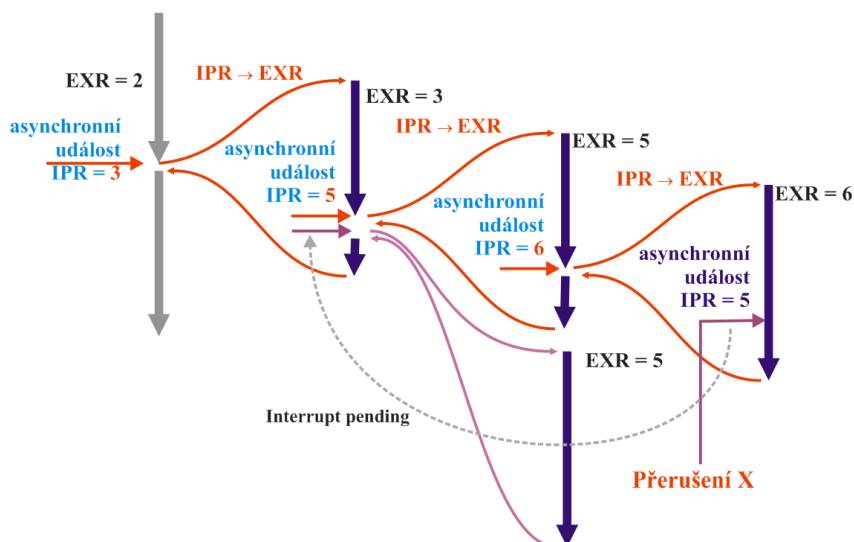 EXR = 2
IPR → EXR
EXR = 3
asynchronní
událost
IPR = 3
IPR → EXR
EXR = 5
asynchronní
událost
IPR = 5
IPR → EXR
EXR = 6
asynchronní
událost
IPR = 6
asynchronní
událost
IPR = 5
EXR = 5
Interrupt pending
Přerušení X